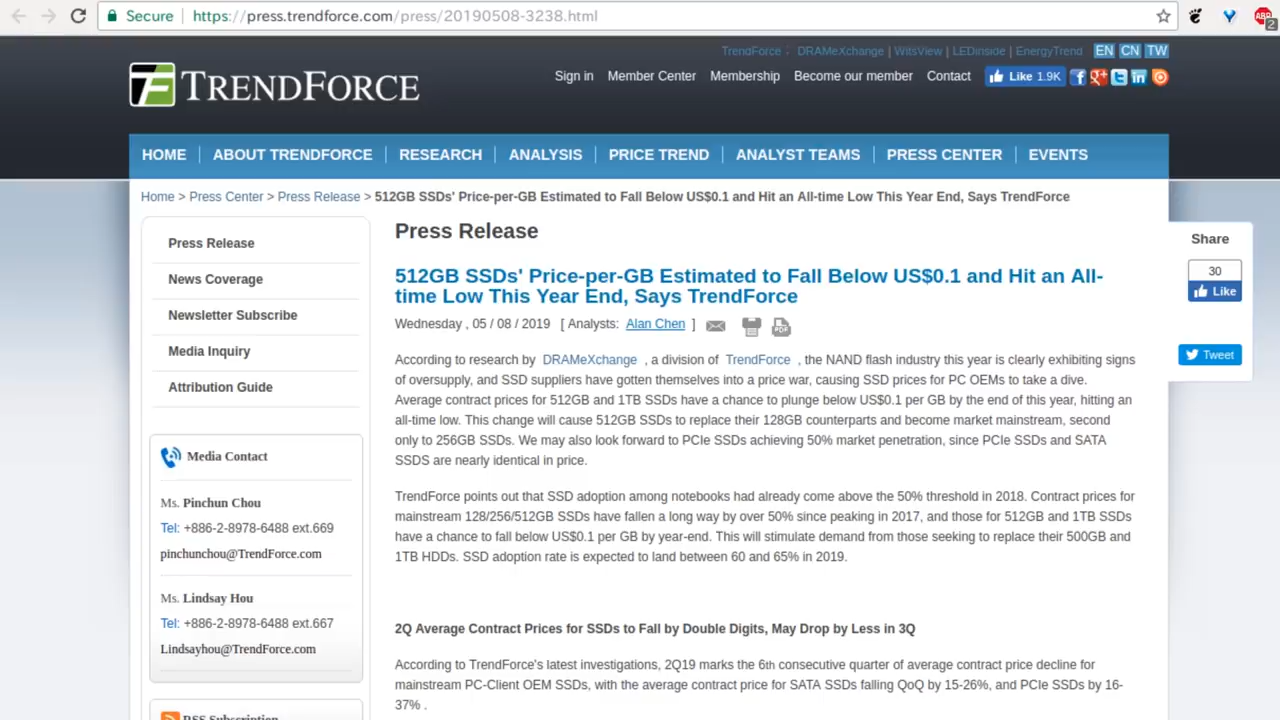 Secure https://press.trendforce.com/press/20190508-3238.html
ABP
2
TrendForce : DRAMeXchange | WitsView | LEDinside | EnergyTrend EN CN TW
Sign in Member Center Membership Become our member Contact Like 1.9K
TRENDFORCE
HOME ABOUT TRENDFORCE RESEARCH ANALYSIS PRICE TREND ANALYST TEAMS PRESS CENTER EVENTS
Home > Press Center > Press Release > 512GB SSDs' Price-per-GB Estimated to Fall Below US$0.1 and Hit an All-time Low This Year End, Says TrendForce
Press Release
News Coverage
Newsletter Subscribe
Media Inquiry
Attribution Guide
Media Contact
Ms. Pinchun Chou
Tel: +886-2-8978-6488 ext.669
pinchunchou@TrendForce.com
Ms. Lindsay Hou
Tel: +886-2-8978-6488 ext.667
Lindsayhou@TrendForce.com
RSS Subscription
Press Release
512GB SSDs' Price-per-GB Estimated to Fall Below US$0.1 and Hit an All-
time Low This Year End, Says TrendForce
Wednesday , 05 / 08 / 2019 [ Analysts: Alan Chen ] PDF
According to research by DRAMeXchange , a division of TrendForce , the NAND flash industry this year is clearly exhibiting signs
of oversupply, and SSD suppliers have gotten themselves into a price war, causing SSD prices for PC OEMs to take a dive.
Average contract prices for 512GB and 1TB SSDs have a chance to plunge below US$0.1 per GB by the end of this year, hitting an
all-time low. This change will cause 512GB SSDs to replace their 128GB counterparts and become market mainstream, second
only to 256GB SSDs. We may also look forward to PCIe SSDs achieving 50% market penetration, since PCIe SSDs and SATA
SSDS are nearly identical in price.
TrendForce points out that SSD adoption among notebooks had already come above the 50% threshold in 2018. Contract prices for
mainstream 128/256/512GB SSDs have fallen a long way by over 50% since peaking in 2017, and those for 512GB and 1TB SSDs
have a chance to fall below US$0.1 per GB by year-end. This will stimulate demand from those seeking to replace their 500GB and
1TB HDDs. SSD adoption rate is expected to land between 60 and 65% in 2019.
2Q Average Contract Prices for SSDs to Fall by Double Digits, May Drop by Less in 3Q
According to TrendForce's latest investigations, 2Q19 marks the 6th consecutive quarter of average contract price decline for
mainstream PC-Client OEM SSDs, with the average contract price for SATA SSDs falling QoQ by 15-26%, and PCIe SSDs by 16-
37% .
Share
30
Like
Tweet